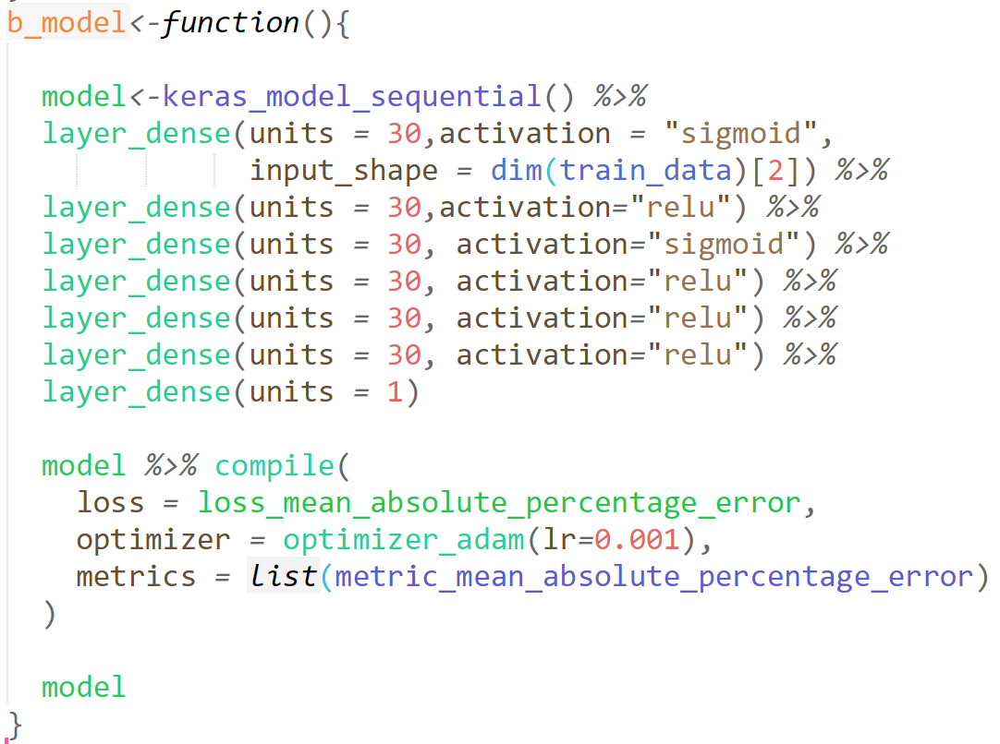 b_model<-function(){
model<-keras_model_sequential() %>%
layer_dense(units = 30,activation = "sigmoid",
input_shape = dim(train_data)[2]) %>%
layer_dense(units = 30,activation="relu") %>%
layer_dense(units = 30, activation="sigmoid") %>%
layer_dense(units = 30, activation="relu") %>%
layer_dense(units = 30, activation="relu") %>%
layer_dense(units = 30, activation="relu") %>%
layer_dense(units = 1)
model %>% compile(
loss = loss_mean_absolute_percentage_error,
optimizer = optimizer_adam(lr=0.001),
metrics = list(metric_mean_absolute_percentage_error)
)
model
}